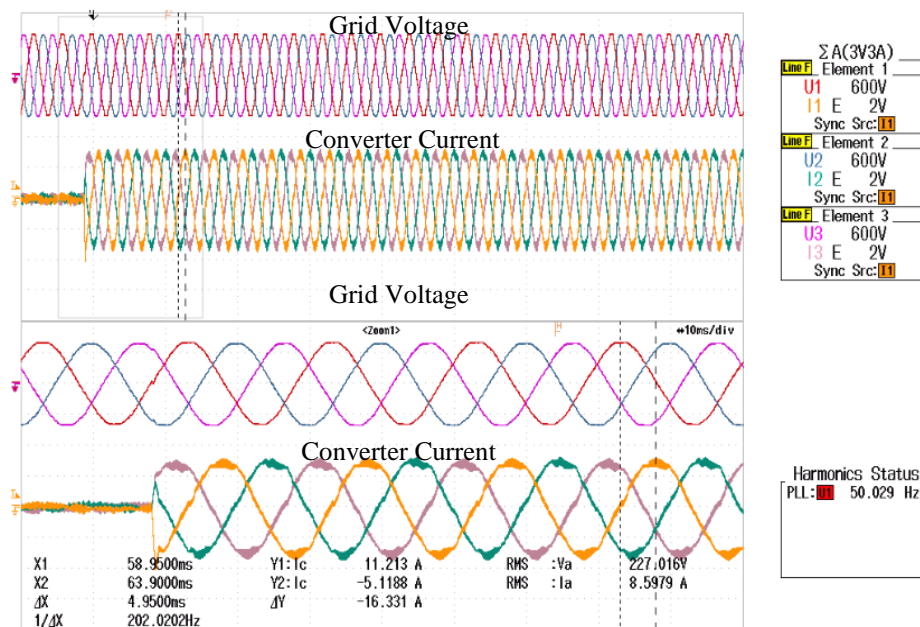 Grid Voltage
Converter Current
Grid Voltage
<Zoom1>
10ms/div
Converter Current
X1 58.9500ms Y1:Ic 11.213 A RMS :Va 227.016V
X2 63.9000ms Y2:Ic -5.1188 A RMS :Ia 8.5979 A
ΔX 4.9500ms ΔY -16.331 A
1/ΔX 202.0202Hz
ΣA(3V3A)
Line F Element 1
U1 600V
I1 E 2V
Sync Src:I1
Line F Element 2
U2 600V
I2 E 2V
Sync Src:I1
Line F Element 3
U3 600V
I3 E 2V
Sync Src:I1
Harmonics Status
PLL:U1 50.029 Hz